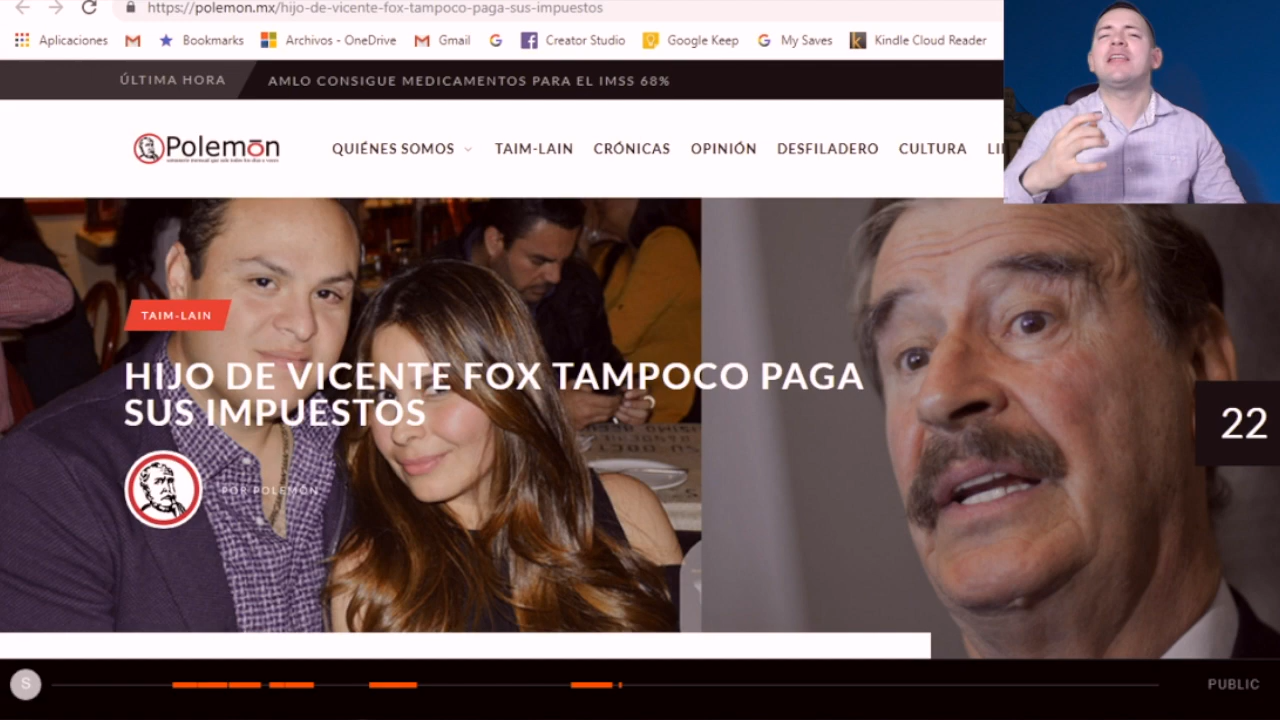 https://polemon.mx/hijo-de-vicente-fox-tampoco-paga-sus-impuestos
Aplicaciones Bookmarks Archivos - OneDrive Gmail Creator Studio Google Keep My Saves Kindle Cloud Reader
ÚLTIMA HORA AMLO CONSIGUE MEDICAMENTOS PARA EL IMSS 68%
Polemōn
QUIÉNES SOMOS TAIM-LAIN CRÓNICAS OPINIÓN DESFILADERO CULTURA
TAIM-LAIN
HIJO DE VICENTE FOX TAMPOCO PAGA
SUS IMPUESTOS
22
POR POLEMÓN
S
PUBLIC